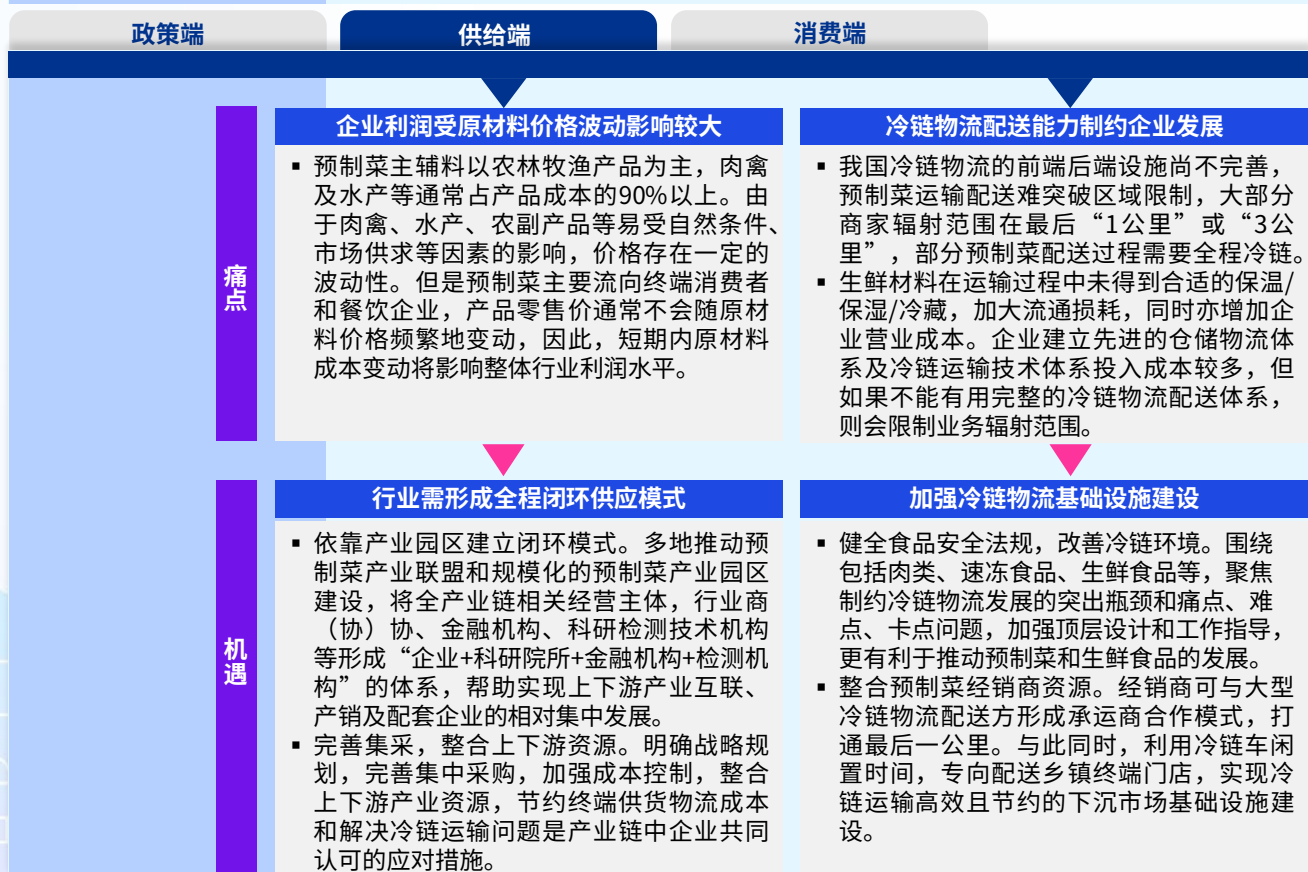 政策端
供给端
消费端
痛点
企业利润受原材料价格波动影响较大
▪ 预制菜主辅料以农林牧渔产品为主，肉禽
及水产等通常占产品成本的90%以上。由
于肉禽、水产、农副产品等易受自然条件、
市场供求等因素的影响，价格存在一定的
波动性。但是预制菜主要流向终端消费者
和餐饮企业，产品零售价通常不会随原材
料价格频繁地变动，因此，短期内原材料
成本变动将影响整体行业利润水平。
冷链物流配送能力制约企业发展
▪ 我国冷链物流的前端后端设施尚不完善，
预制菜运输配送难突破区域限制，大部分
商家辐射范围在最后“1公里”或“3公
里”，部分预制菜配送过程需要全程冷链。
▪ 生鲜材料在运输过程中未得到合适的保温/
保湿/冷藏，加大流通损耗，同时亦增加企
业营业成本。企业建立先进的仓储物流体
系及冷链运输技术体系投入成本较多，但
如果不能有用完整的冷链物流配送体系，
则会限制业务辐射范围。
机遇
行业需形成全程闭环供应模式
▪ 依靠产业园区建立闭环模式。多地推动预
制菜产业联盟和规模化的预制菜产业园区
建设，将全产业链相关经营主体，行业商
（协）协、金融机构、科研检测技术机构
等形成“企业+科研院所+金融机构+检测机
构”的体系，帮助实现上下游产业互联、
产销及配套企业的相对集中发展。
▪ 完善集采，整合上下游资源。明确战略规
划，完善集中采购，加强成本控制，整合
上下游产业资源，节约终端供货物流成本
和解决冷链运输问题是产业链中企业共同
认可的应对措施。
加强冷链物流基础设施建设
▪ 健全食品安全法规，改善冷链环境。围绕
包括肉类、速冻食品、生鲜食品等，聚焦
制约冷链物流发展的突出瓶颈和痛点、难
点、卡点问题，加强顶层设计和工作指导，
更有利于推动预制菜和生鲜食品的发展。
▪ 整合预制菜经销商资源。经销商可与大型
冷链物流配送方形成承运商合作模式，打
通最后一公里。与此同时，利用冷链车闲
置时间，专向配送乡镇终端门店，实现冷
链运输高效且节约的下沉市场基础设施建
设。